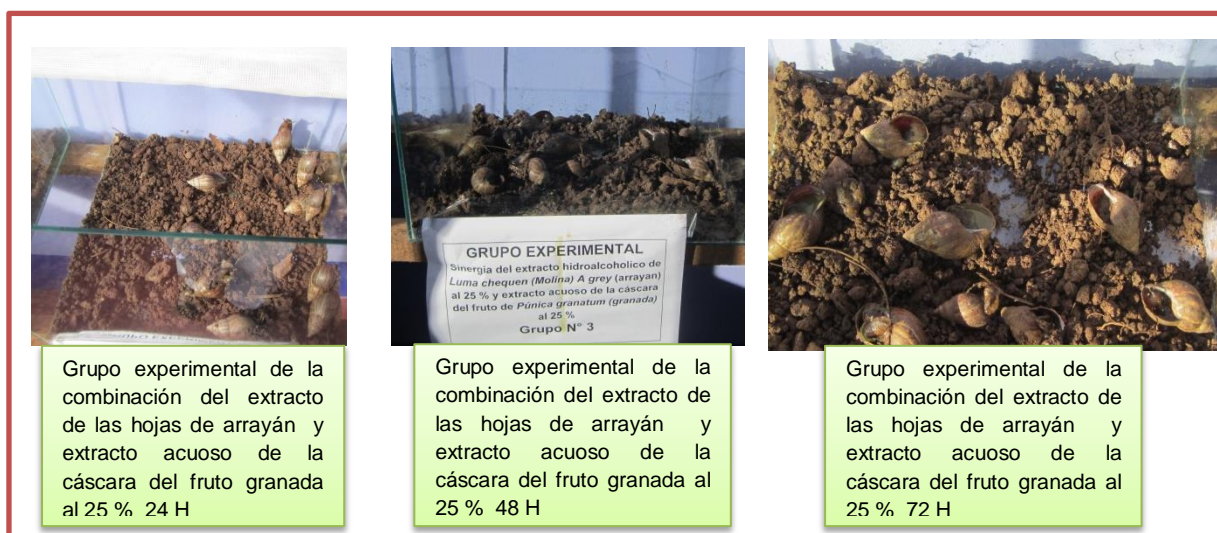 GRUPO EXPERIMENTAL
Sinergia del extracto hidroalcoholico de
Luma chequen (Molina) A grey (arrayan)
al 25 % y extracto acuoso de la cáscara
del fruto de Púnica granatum (granada)
al 25 %
Grupo N° 3
Grupo experimental de la
combinación del extracto
de las hojas de arrayán y
extracto acuoso de la
cáscara del fruto granada
al 25 % 24 H
Grupo experimental de la
combinación del extracto de
las hojas de arrayán y
extracto acuoso de la
cáscara del fruto granada al
25 % 48 H
Grupo experimental de la
combinación del extracto de
las hojas de arrayán y
extracto acuoso de la
cáscara del fruto granada al
25 % 72 H